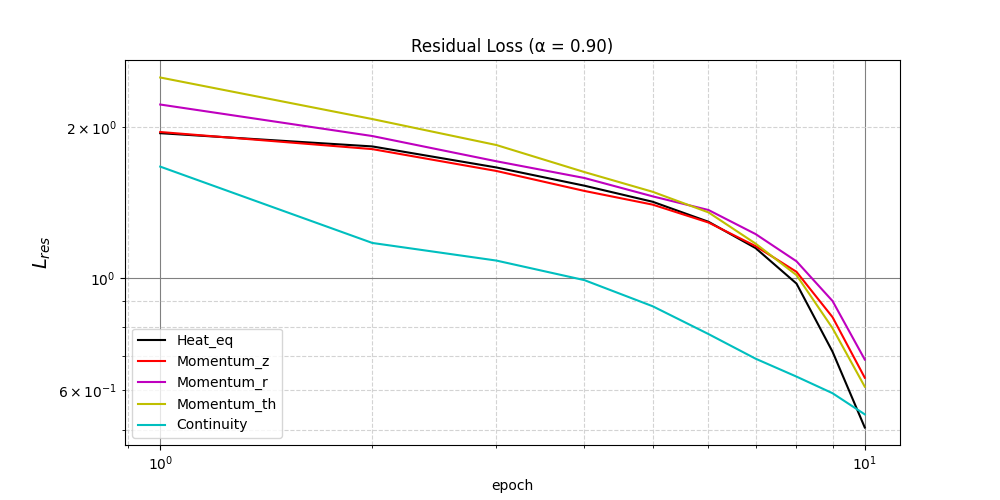 Residual Loss (α = 0.90)
L_res
2 × 10⁰
10⁰
6 × 10⁻¹
Heat_eq
Momentum_z
Momentum_r
Momentum_th
Continuity
10⁰
10¹
epoch